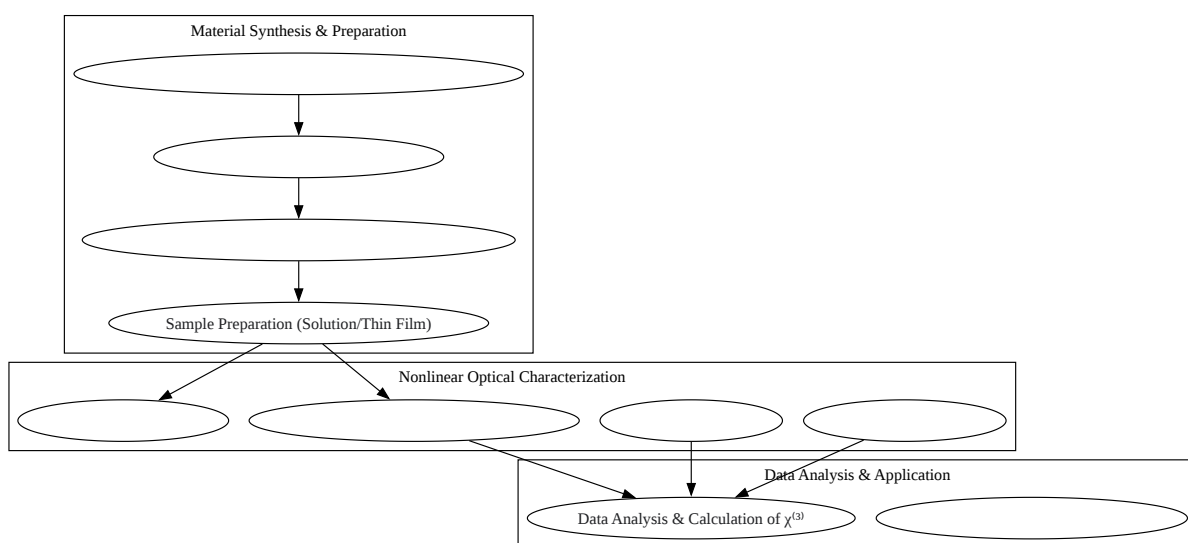 Material Synthesis & Preparation
Sample Preparation (Solution/Thin Film)
Nonlinear Optical Characterization
Data Analysis & Application
Data Analysis & Calculation of χ⁽³⁾